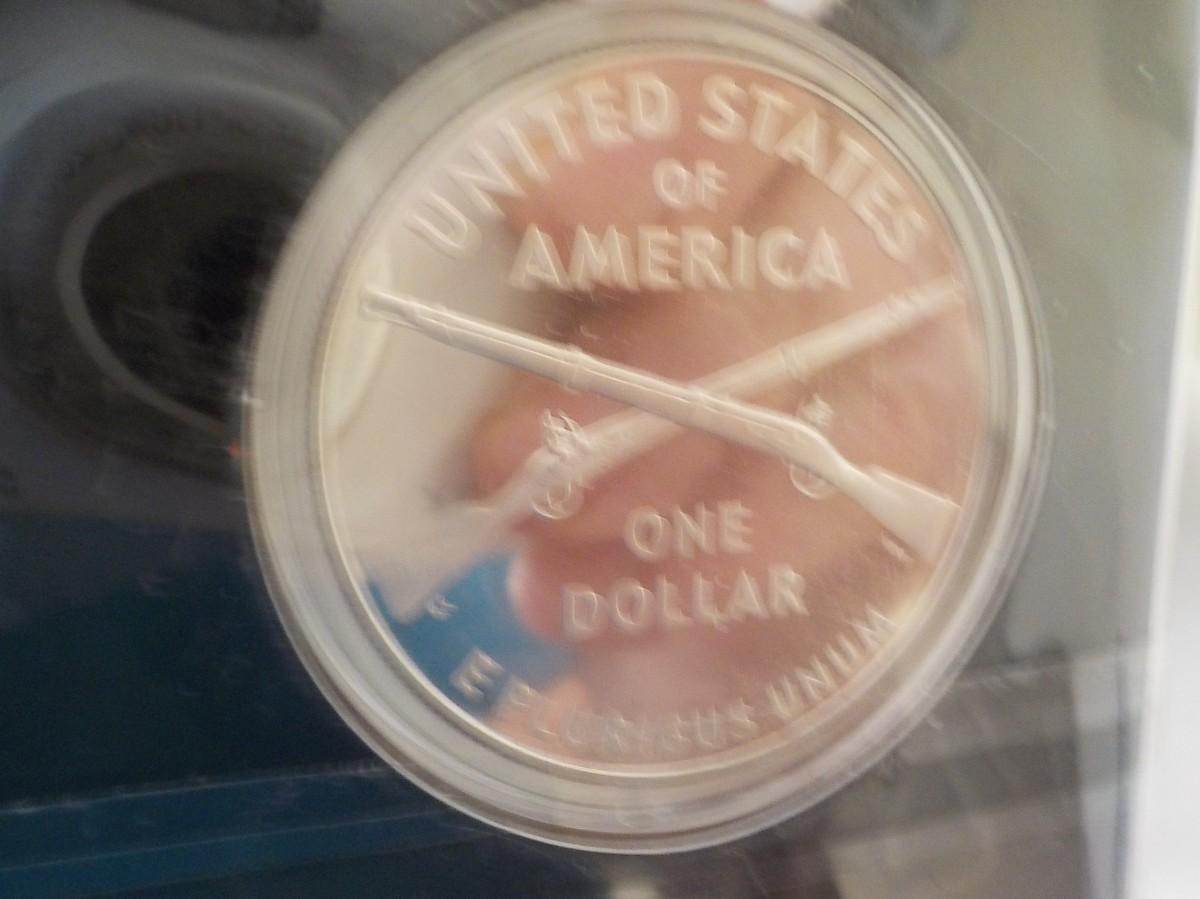 UNITED STATES
OF
AMERICA
ONE
DOLLAR
E PLURIBUS UNUM